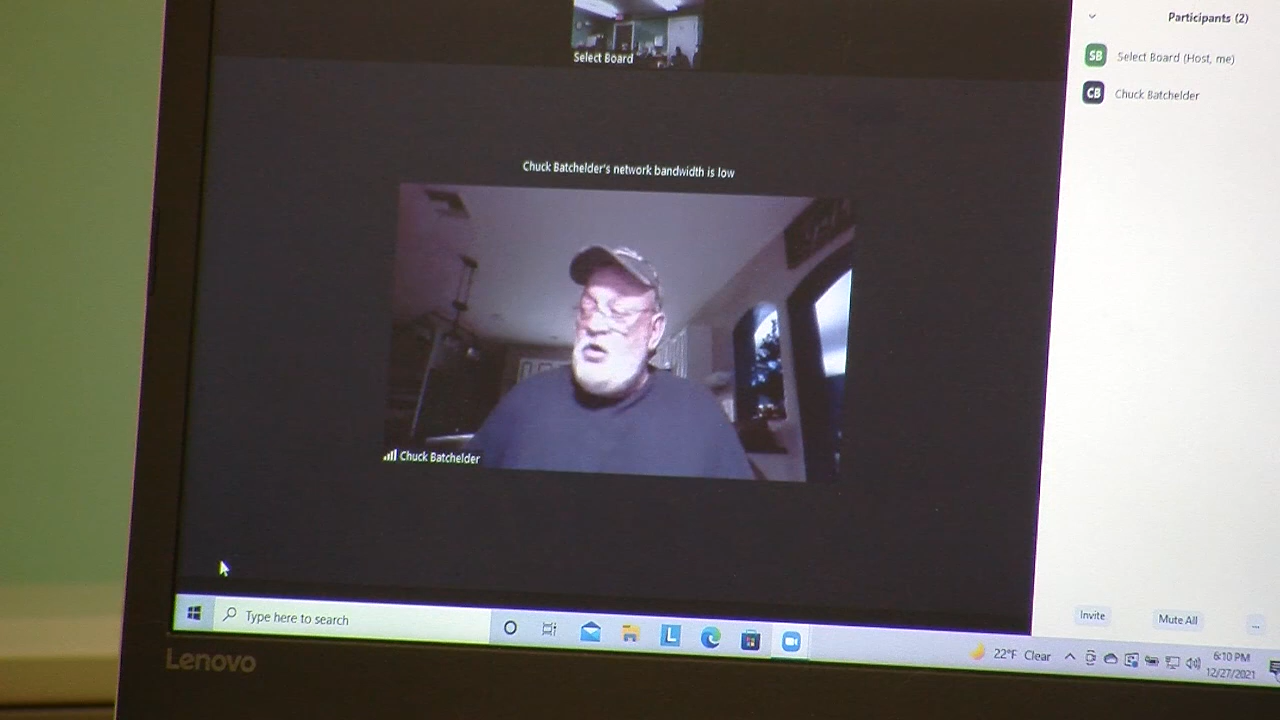 Select Board
Participants (2)
SB Select Board (Host, me)
CB Chuck Batchelder
Chuck Batchelder's network bandwidth is low
Chuck Batchelder
Invite
Mute All
...
Type here to search
L
22°F Clear
6:10 PM
12/27/2021
Lenovo